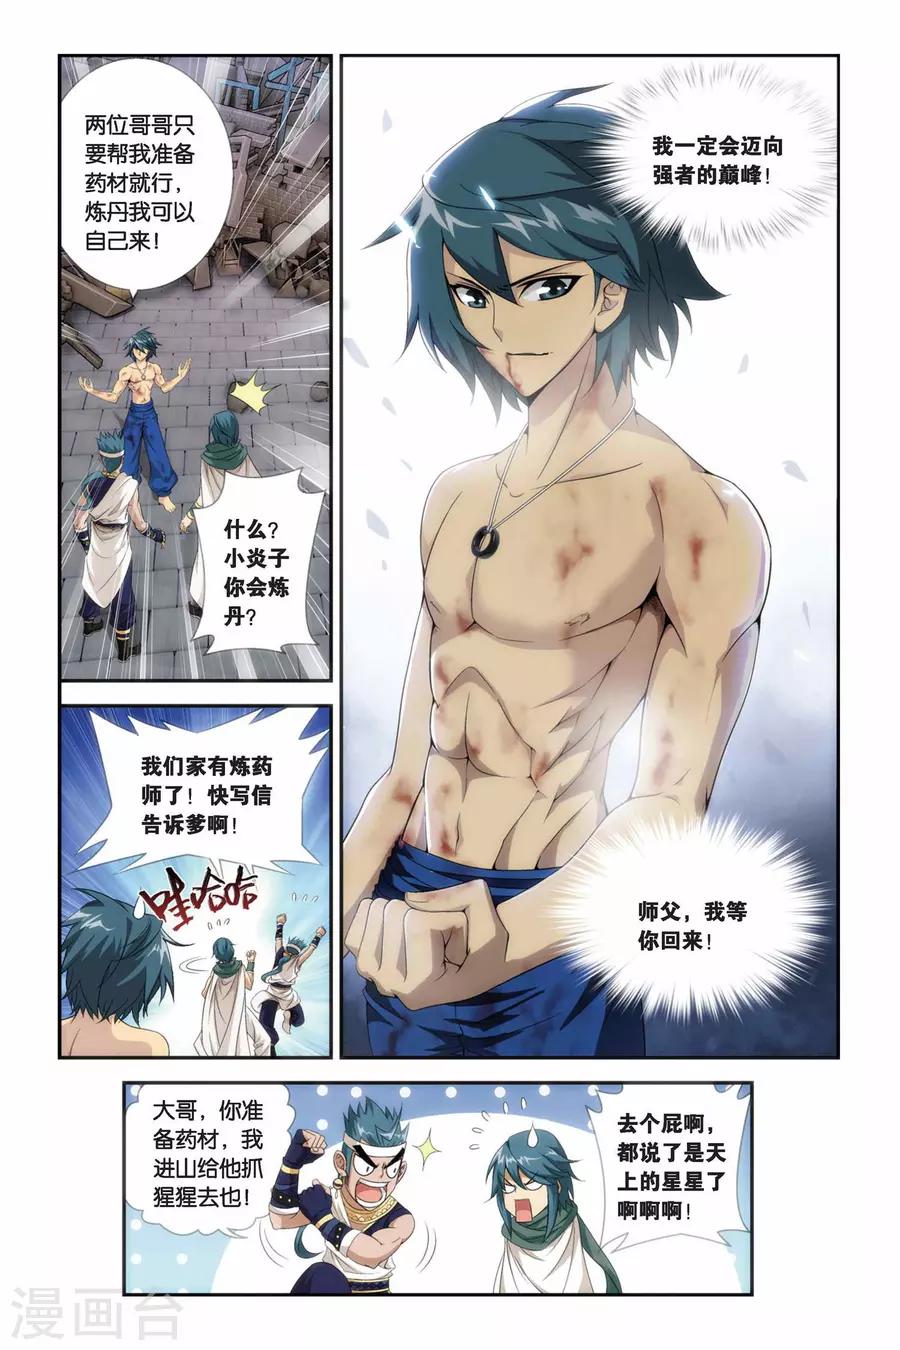 两位哥哥只
要帮我准备
药材就行，
炼丹我可以
自己来！
什么？
小炎子
你会炼
丹？
我们家有炼药
师了！快写信
告诉爹啊！
哇哈哈
我一定会迈向
强者的巅峰！
师父，我等
你回来！
大哥，你准
备药材，我
进山给他抓
猩猩去也！
去个屁啊，
都说了是天
上的星星了
啊啊啊！
漫画台